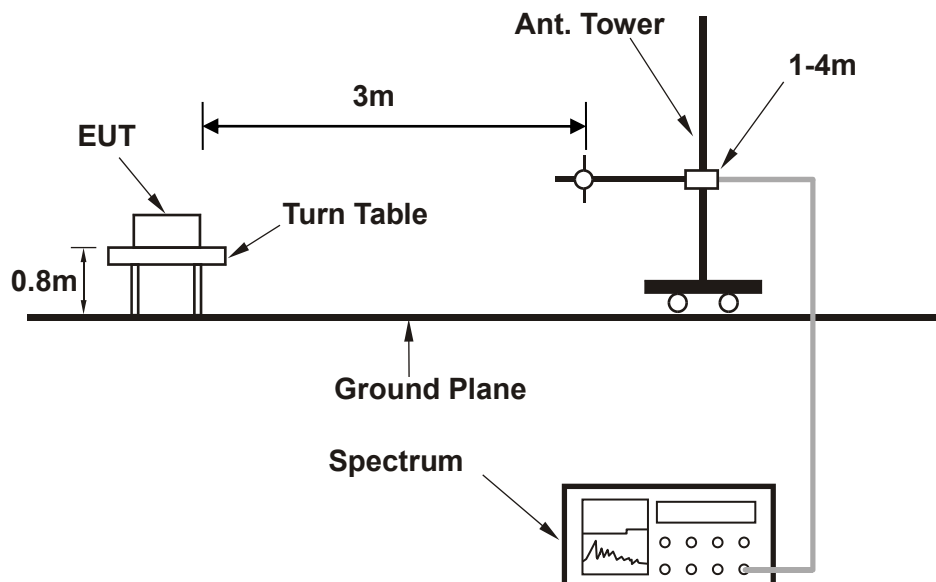 Ant. Tower
1-4m
3m
EUT
Turn Table
0.8m
Ground Plane
Spectrum